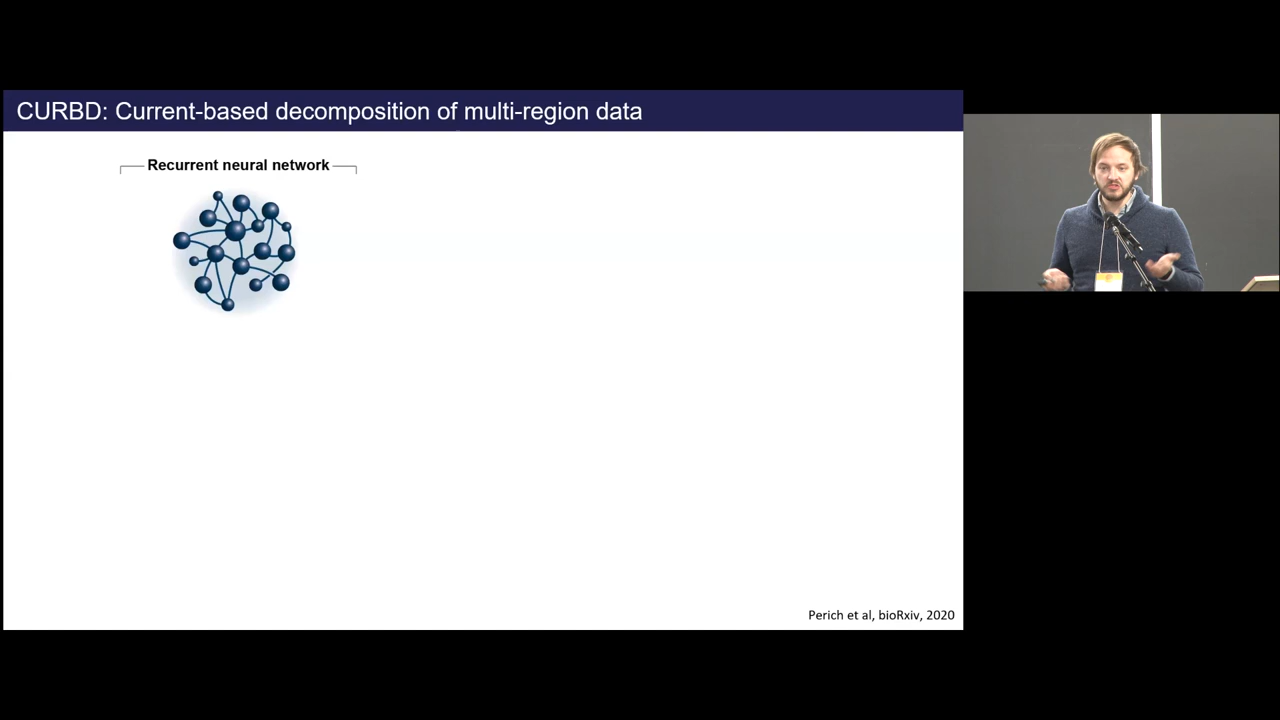 CURBD: Current-based decomposition of multi-region data
Recurrent neural network
Perich et al, bioRxiv, 2020